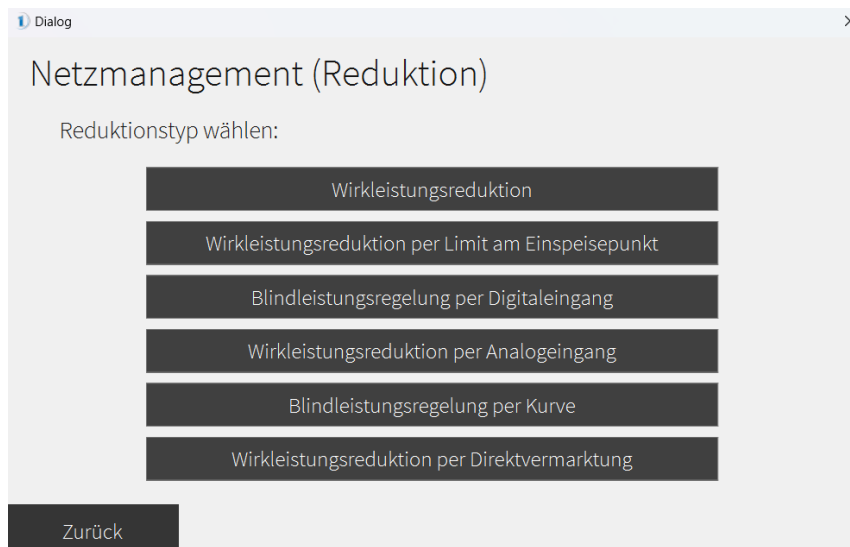 Dialog
Netzmanagement (Reduktion)
Reduktionstyp wählen:
Wirkleistungsreduktion
Wirkleistungsreduktion per Limit am Einspeisepunkt
Blindleistungsregelung per Digitaleingang
Wirkleistungsreduktion per Analogeingang
Blindleistungsregelung per Kurve
Wirkleistungsreduktion per Direktvermarktung
Zurück